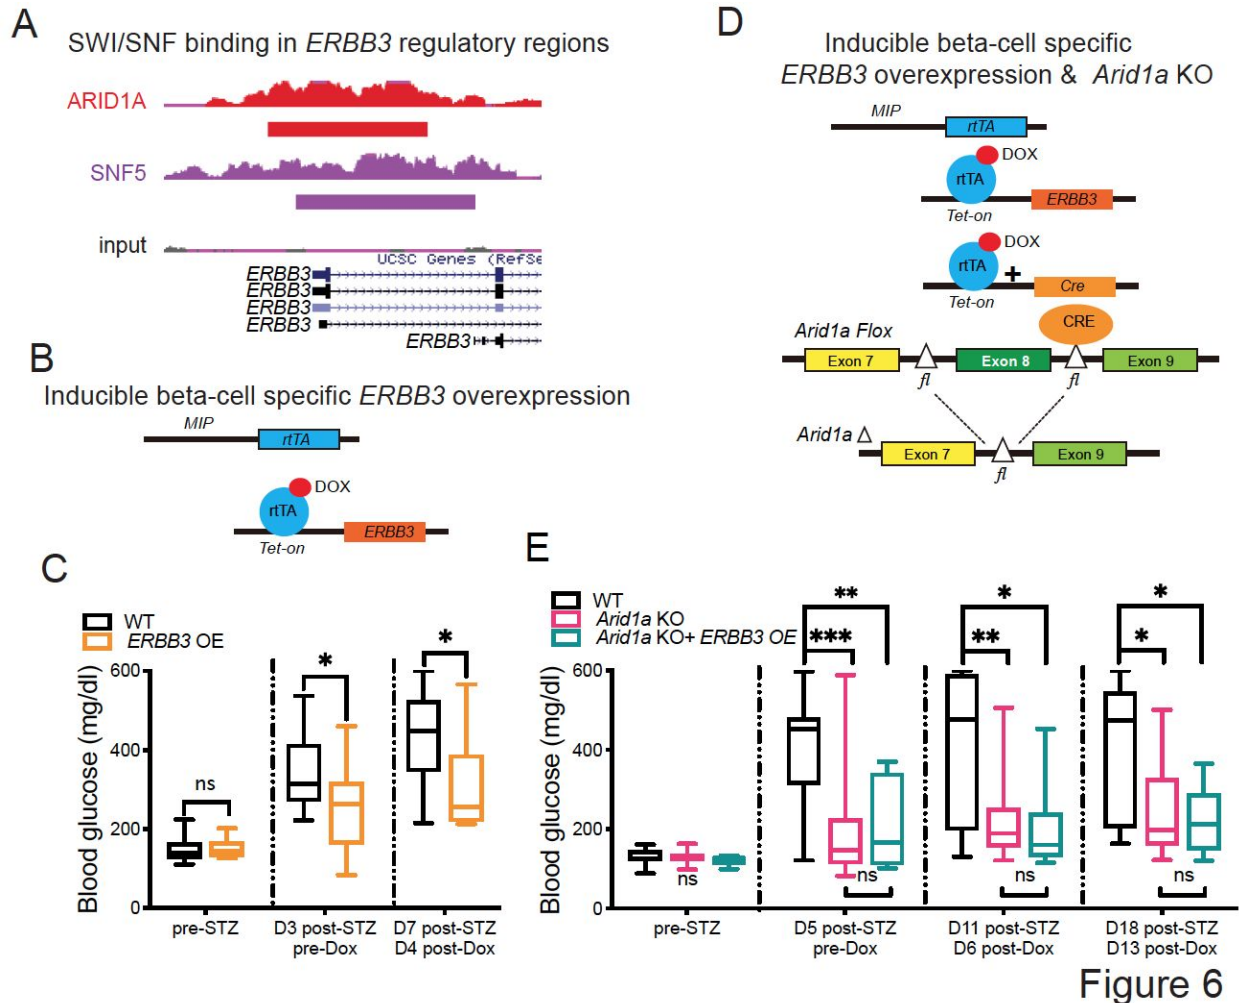 A
SWI/SNF binding in ERBB3 regulatory regions
ARID1A
SNF5
input
UCSC Genes (RefSe
ERBB3
ERBB3
ERBB3
ERBB3
ERBB3
B
Inducible beta-cell specific ERBB3 overexpression
MIP
rtTA
DOX
rtTA
ERBB3
Tet-on
C
WT
ERBB3 OE
Blood glucose (mg/dl)
600
400
200
0
ns
*
*
pre-STZ
D3 post-STZ
pre-Dox
D7 post-STZ
D4 post-Dox
D
Inducible beta-cell specific
ERBB3 overexpression & Arid1a KO
MIP
rtTA
DOX
rtTA
ERBB3
Tet-on
DOX
rtTA
+
Cre
Tet-on
CRE
Arid1a Flox
Exon 7
Exon 8
Exon 9
fl
fl
Arid1a Δ
Exon 7
Exon 9
fl
E
WT
Arid1a KO
Arid1a KO+ ERBB3 OE
Blood glucose (mg/dl)
600
400
200
0
ns
**
***
ns
*
**
ns
*
*
ns
pre-STZ
D5 post-STZ
pre-Dox
D11 post-STZ
D6 post-Dox
D18 post-STZ
D13 post-Dox
Figure 6